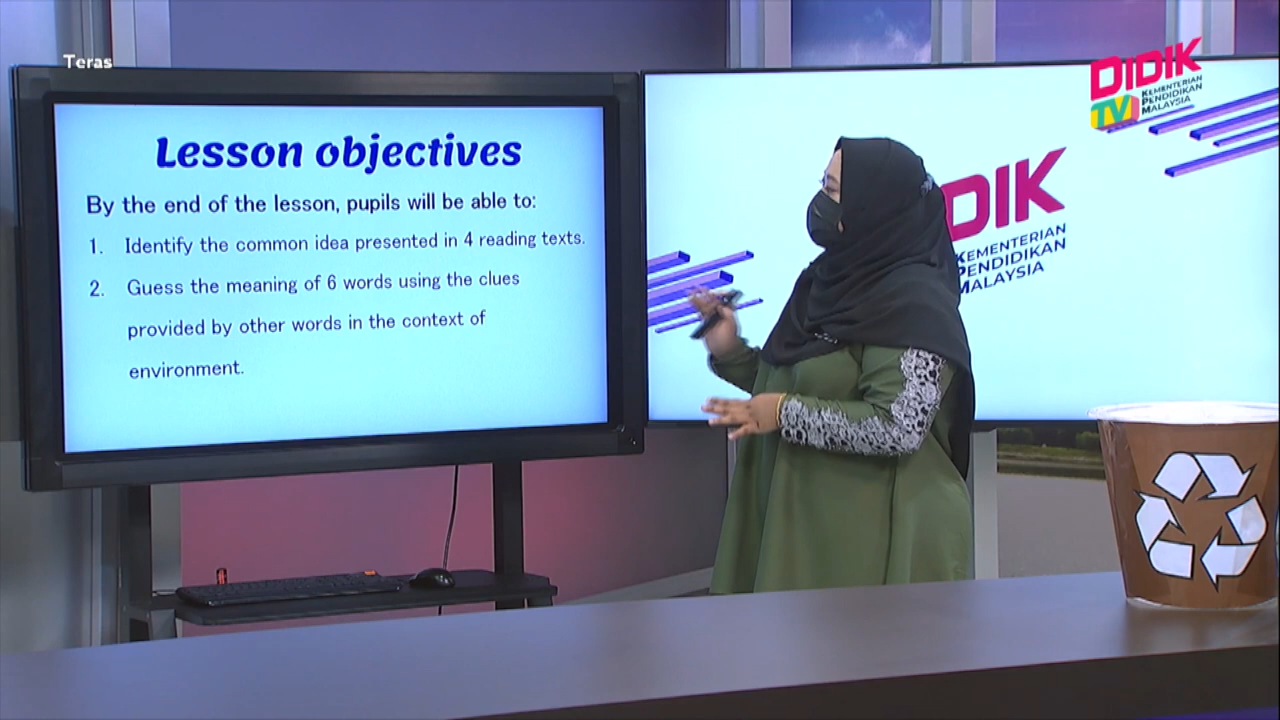 Teras
Lesson objectives
By the end of the lesson, pupils will be able to:
1. Identify the common idea presented in 4 reading texts.
2. Guess the meaning of 6 words using the clues
provided by other words in the context of
environment.
DIDIK
TV
KEMENTERIAN
PENDIDIKAN
MALAYSIA
DIDIK
KEMENTERIAN
PENDIDIKAN
MALAYSIA